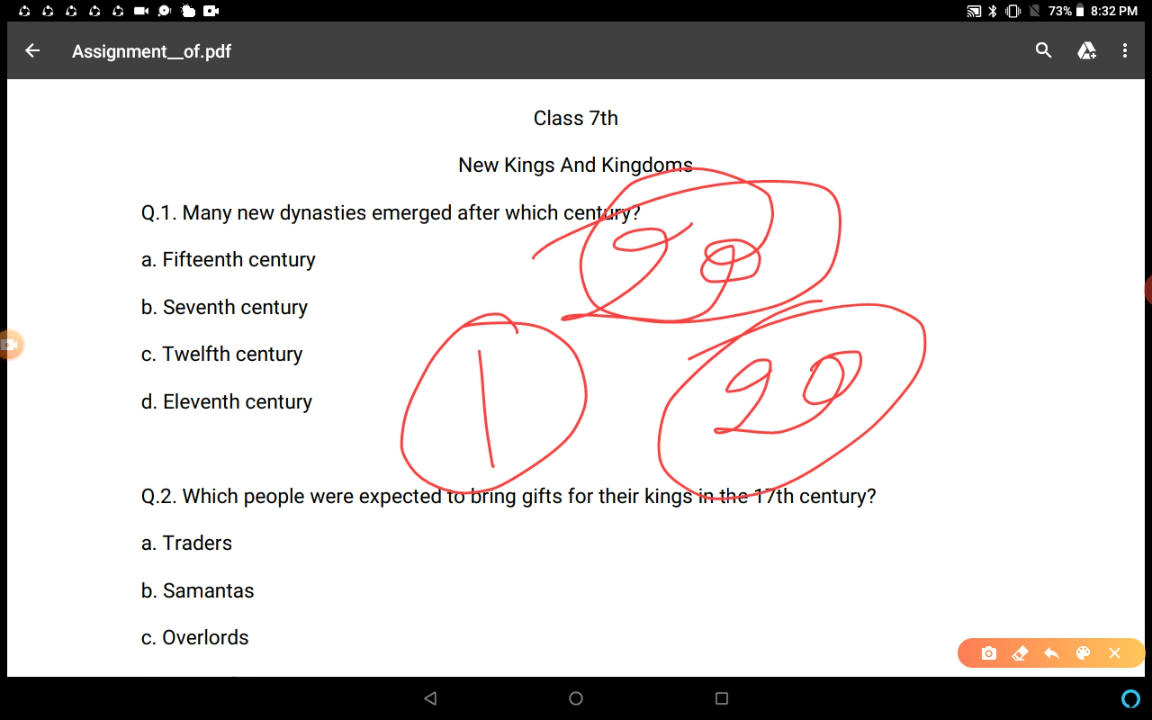 73% 8:32 PM
Assignment__of.pdf
Class 7th
New Kings And Kingdoms
Q.1. Many new dynasties emerged after which century?
a. Fifteenth century
b. Seventh century
c. Twelfth century
d. Eleventh century
1
Q.2. Which people were expected to bring gifts for their kings in the 17th century?
a. Traders
b. Samantas
c. Overlords